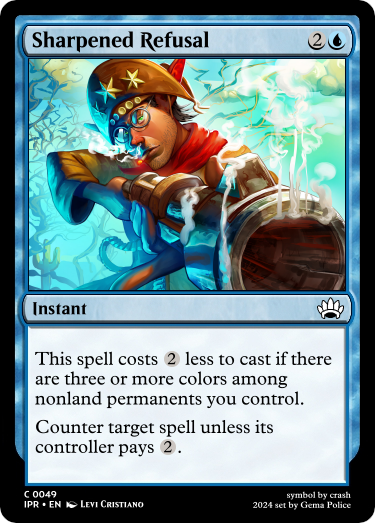 Sharpened Refusal 2
Instant
This spell costs 2 less to cast if there
are three or more colors among
nonland permanents you control.
Counter target spell unless its
controller pays 2.
C 0049
IPR • EN Levi Cristiano
symbol by crash
2024 set by Gema Police